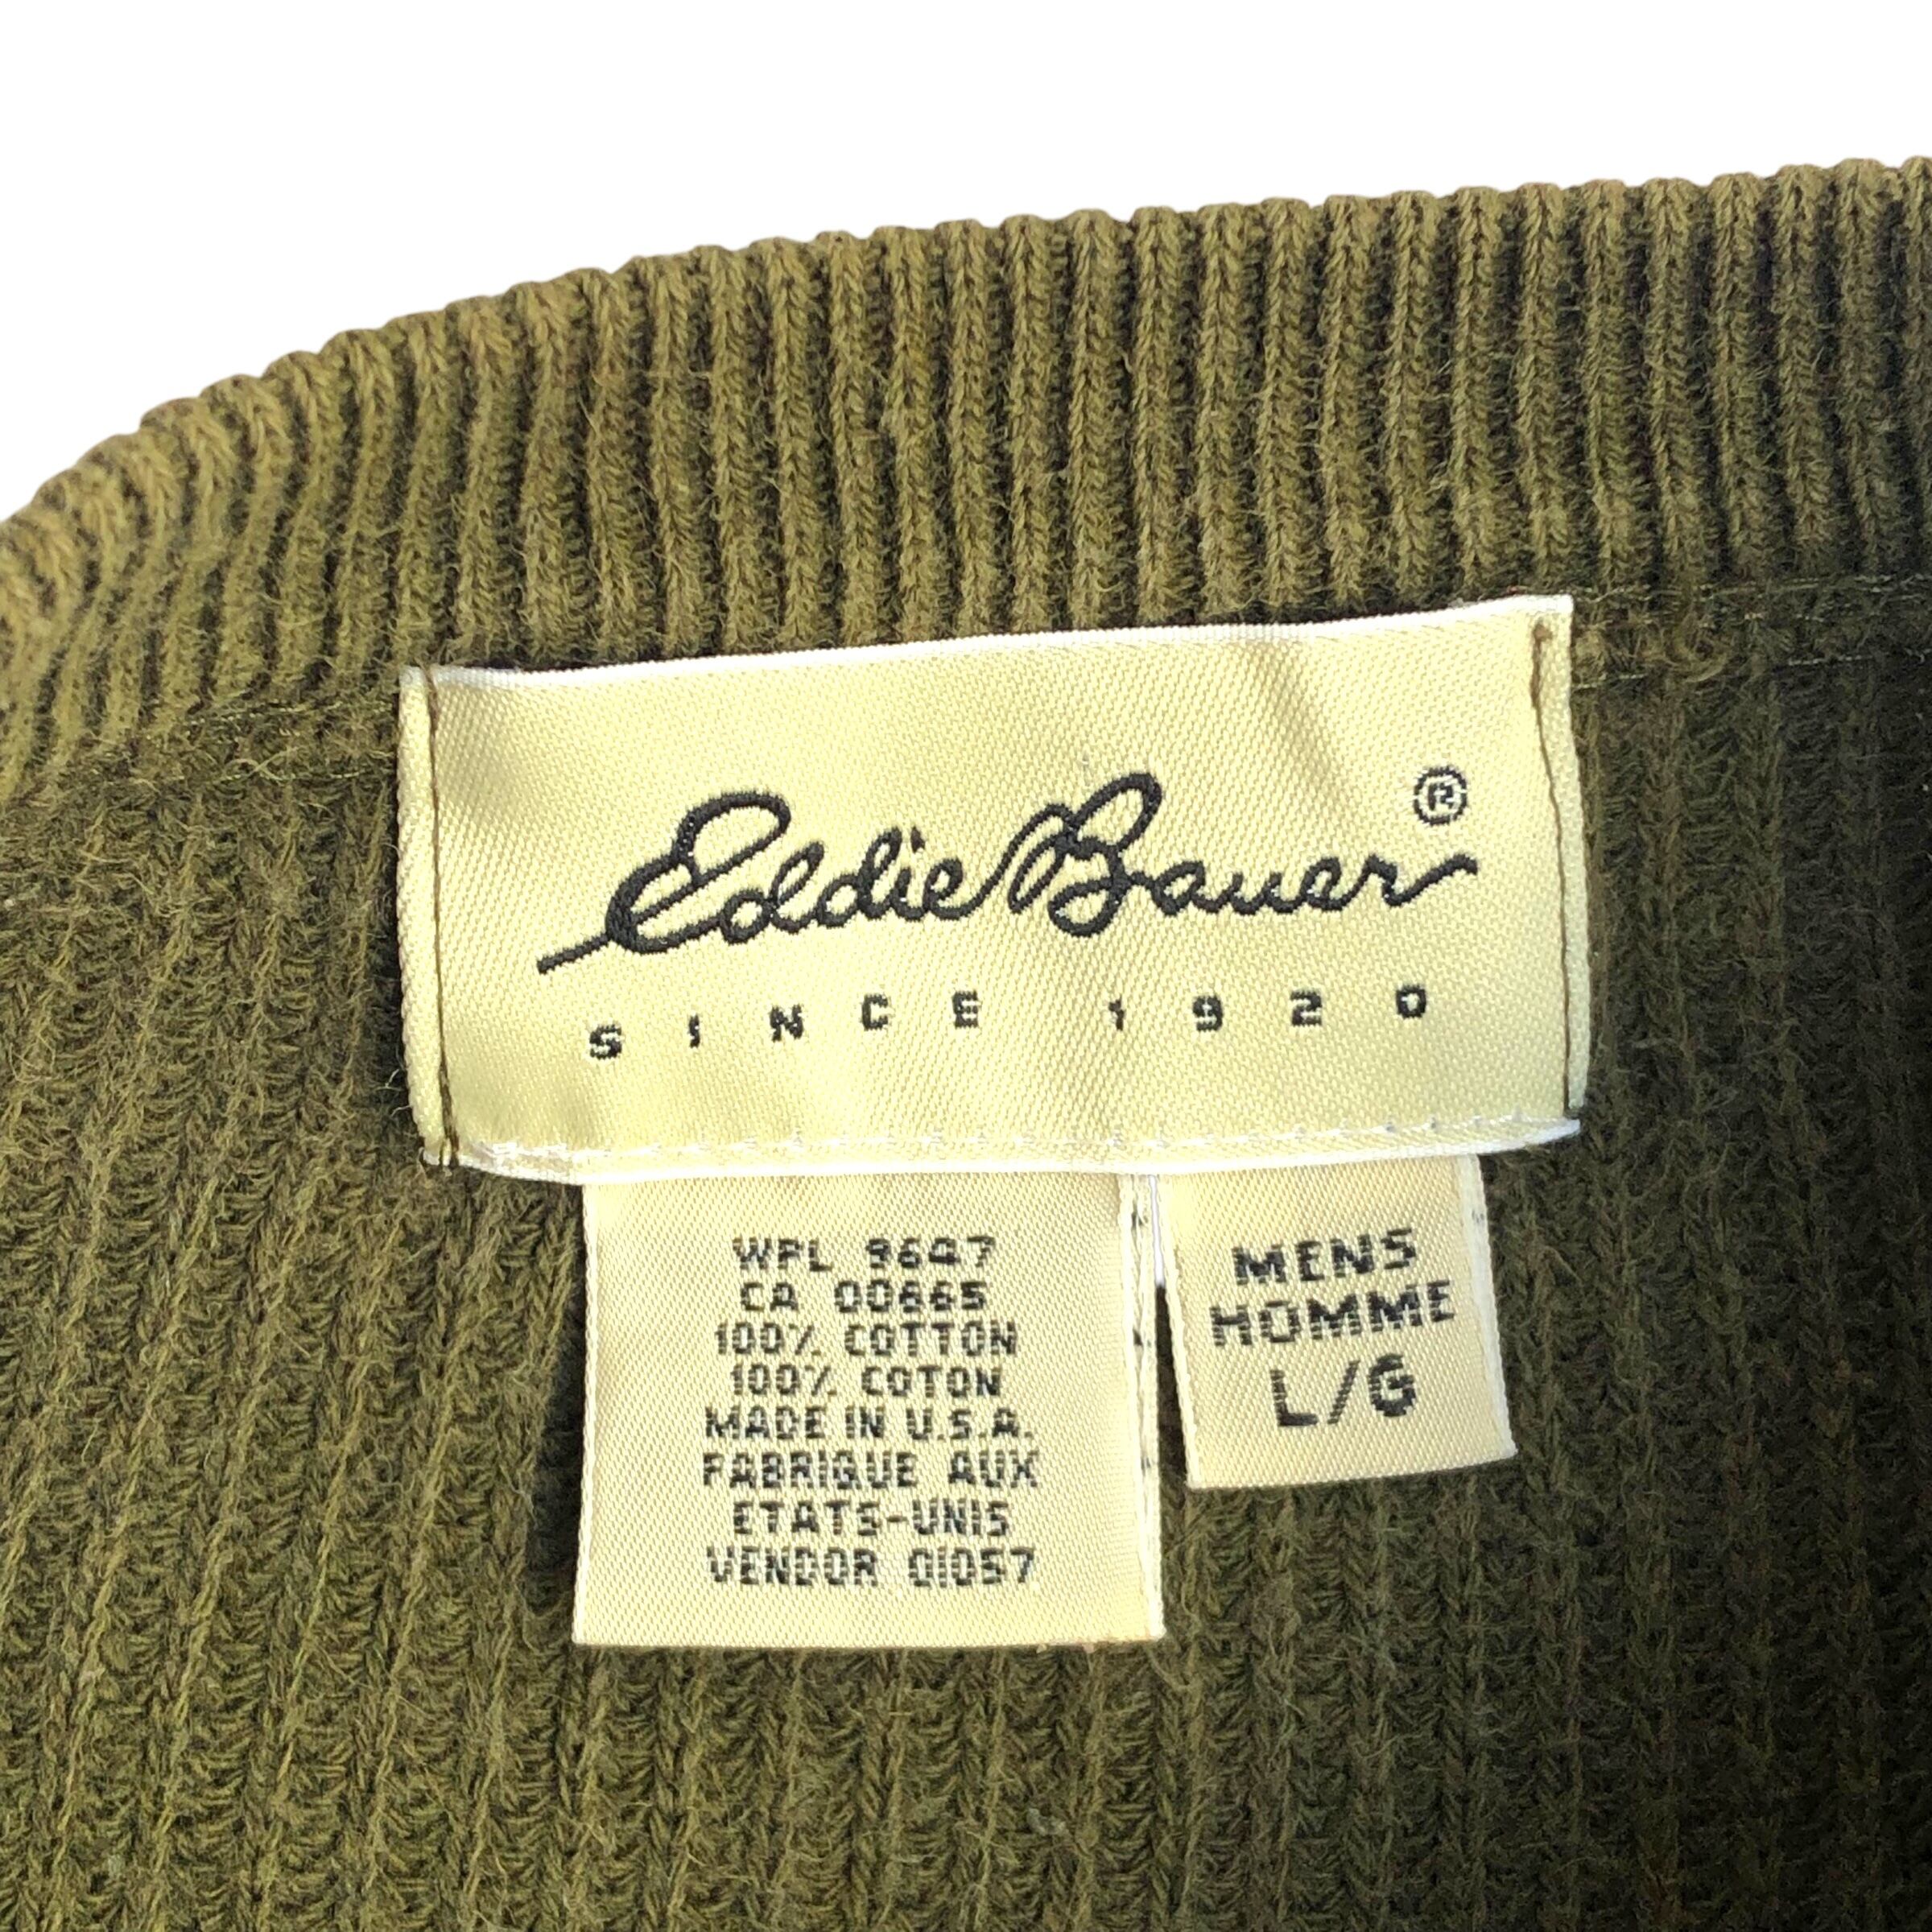 Eddie Bauer ®
SINCE 1920
WPL 9647
CA 00665
100% COTTON
100% COTON
MADE IN U.S.A.
FABRIQUE AUX
ETATS-UNIS
VENDOR 01057
MENS
HOMME
L/G